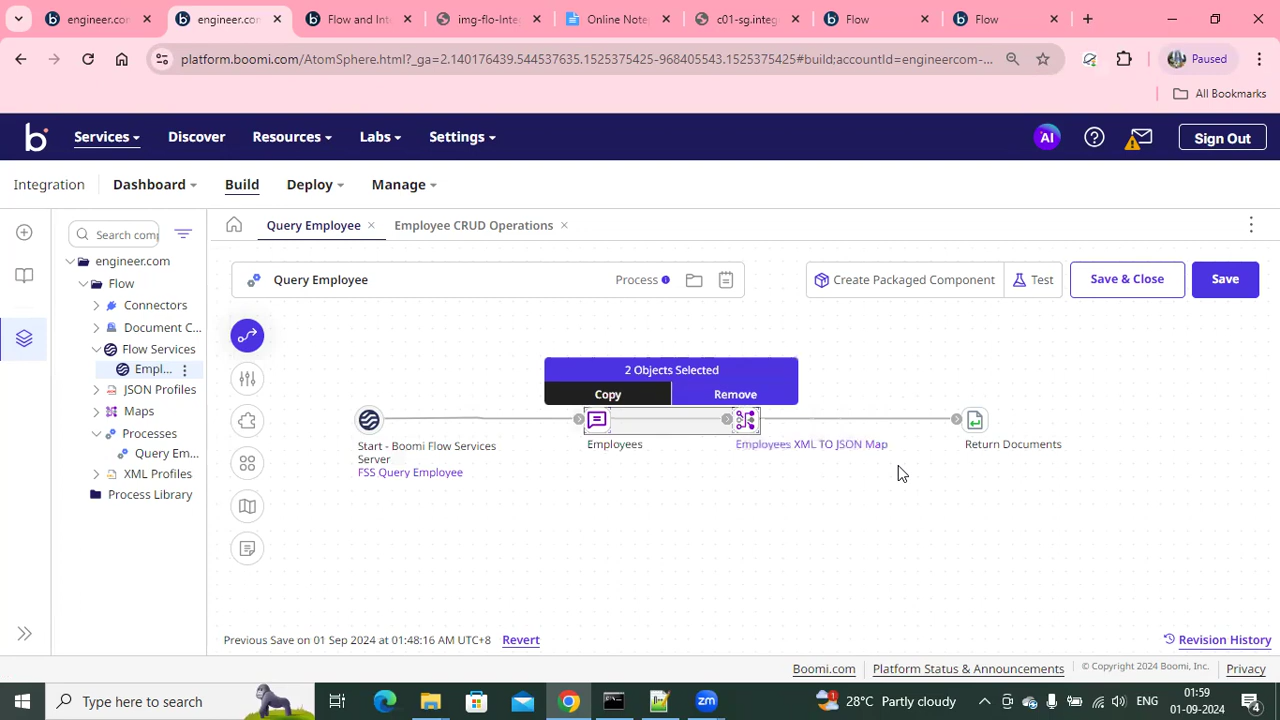 engineer.con
engineer.con
Flow and Int
img-flo-Inte
Online Note
c01-sg.integ
Flow
Flow
platform.boomi.com/AtomSphere.html?_ga=2.140176439.544537635.1525375425-968405543.1525375425#build:accountId=engineercom-...
Paused
All Bookmarks
Services
Discover
Resources
Labs
Settings
AI
Sign Out
Integration
Dashboard
Build
Deploy
Manage
Search com
Query Employee
Employee CRUD Operations
engineer.com
Flow
Connectors
Document C...
Flow Services
Empl...
JSON Profiles
Maps
Processes
Query Em...
XML Profiles
Process Library
Query Employee
Process
Create Packaged Component
Test
Save & Close
Save
2 Objects Selected
Copy
Remove
Start - Boomi Flow Services
Server
FSS Query Employee
Employees
Employees XML TO JSON Map
Return Documents
Previous Save on 01 Sep 2024 at 01:48:16 AM UTC+8
Revert
Revision History
Boomi.com
Platform Status & Announcements
© Copyright 2024 Boomi, Inc.
Privacy
Type here to search
zm
28°C Partly cloudy
ENG
01:59
01-09-2024
4